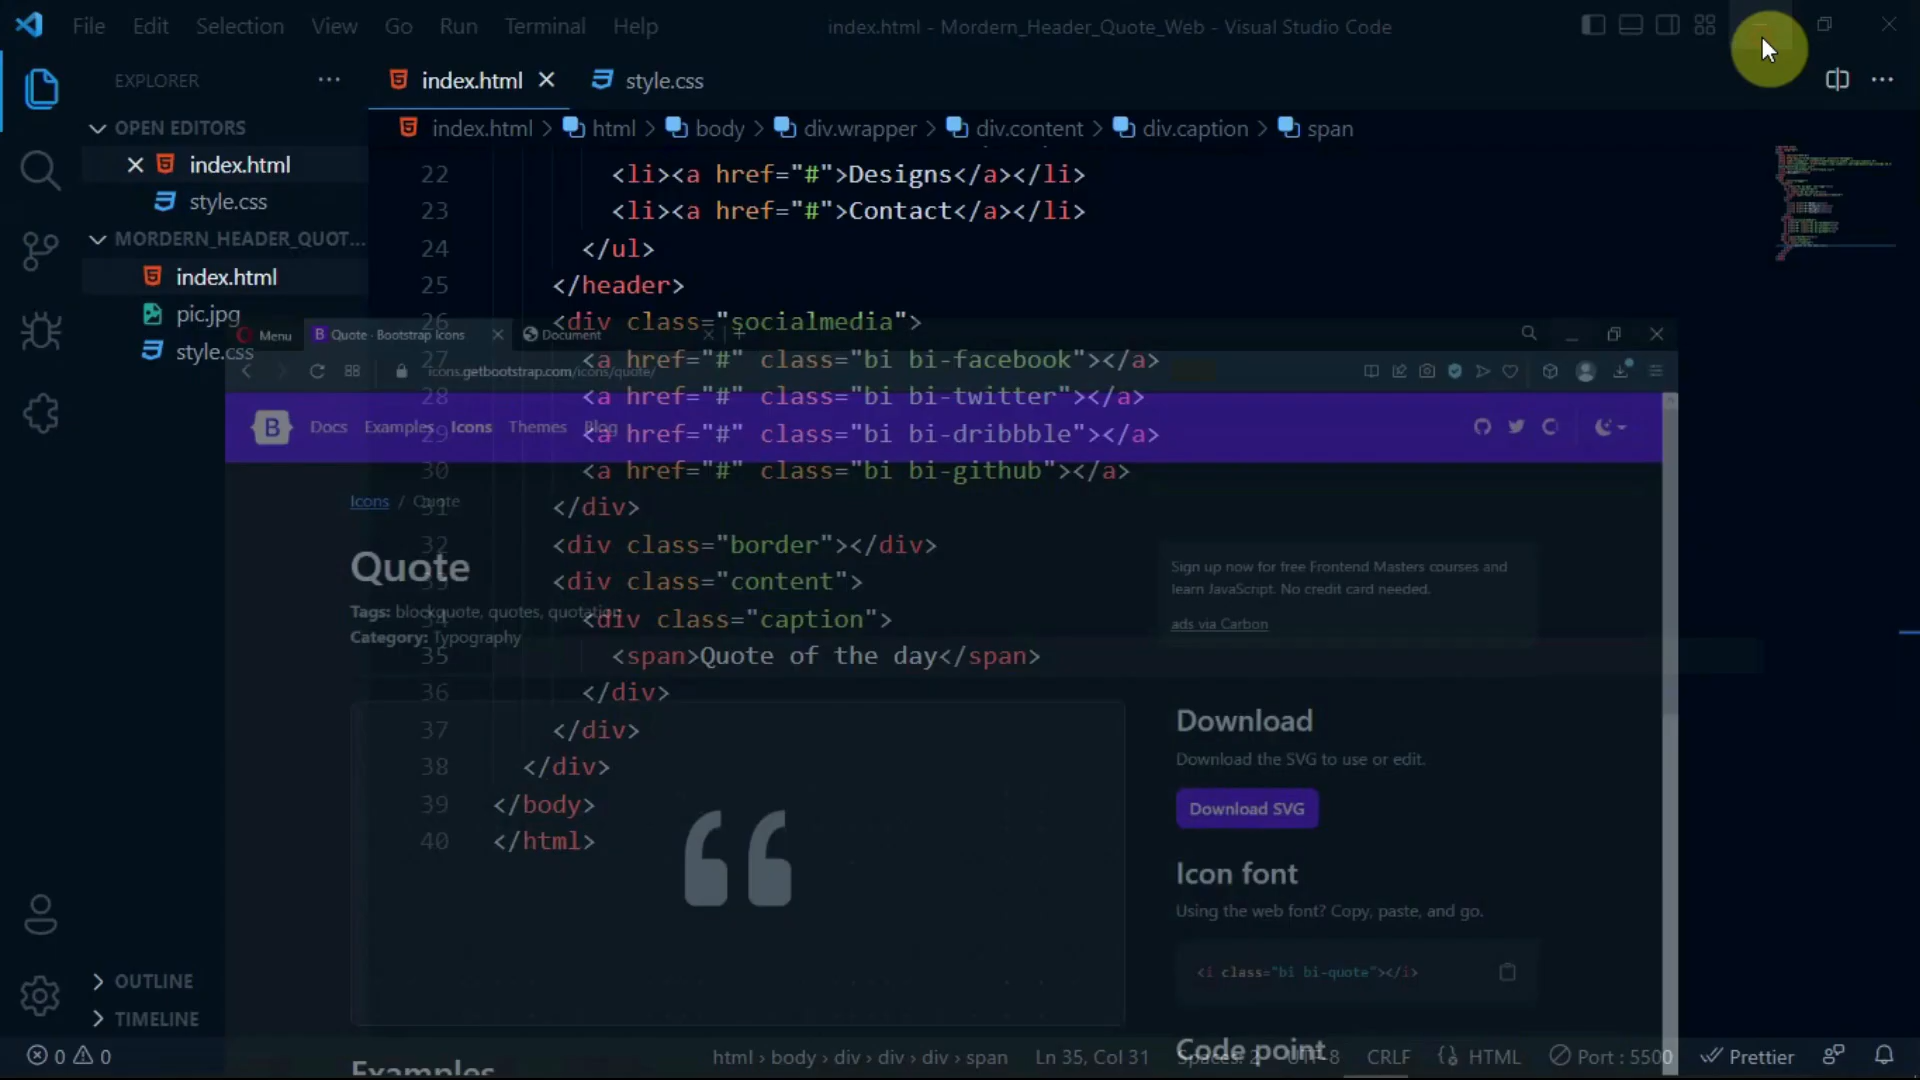 File Edit Selection View Go Run Terminal Help
index.html - Mordern_Header_Quote_Web - Visual Studio Code
EXPLORER
index.html
style.css
OPEN EDITORS
index.html
style.css
MORDERN_HEADER_QUOT...
index.html
pic.jpg
style.css
OUTLINE
TIMELINE
index.html > html > body > div.wrapper > div.content > div.caption > span
22 <li><a href="#">Designs</a></li>
23 <li><a href="#">Contact</a></li>
24 </ul>
25 </header>
26 <div class="socialmedia">
27 <a href="#" class="bi bi-facebook"></a>
28 <a href="#" class="bi bi-twitter"></a>
29 <a href="#" class="bi bi-dribbble"></a>
30 <a href="#" class="bi bi-github"></a>
31 </div>
32 <div class="border"></div>
33 <div class="content">
34 <div class="caption">
35 <span>Quote of the day</span>
36 </div>
37 </div>
38 </div>
39 </body>
40 </html>
Menu
Quote · Bootstrap Icons
Document
icons.getbootstrap.com/icons/quote/
B Docs Examples Icons Themes Blog
Icons / Quote
Quote
Tags: blockquote, quotes, quotation
Category: Typography
Sign up now for free Frontend Masters courses and
learn JavaScript. No credit card needed.
ads via Carbon
Download
Download the SVG to use or edit.
Download SVG
Icon font
Using the web font? Copy, paste, and go.
<i class="bi bi-quote"></i>
Code point
Examples
0 0
html › body › div › div › div › span
Ln 35, Col 31
Spaces: 2
UTF-8
CRLF
HTML
Port : 5500
Prettier